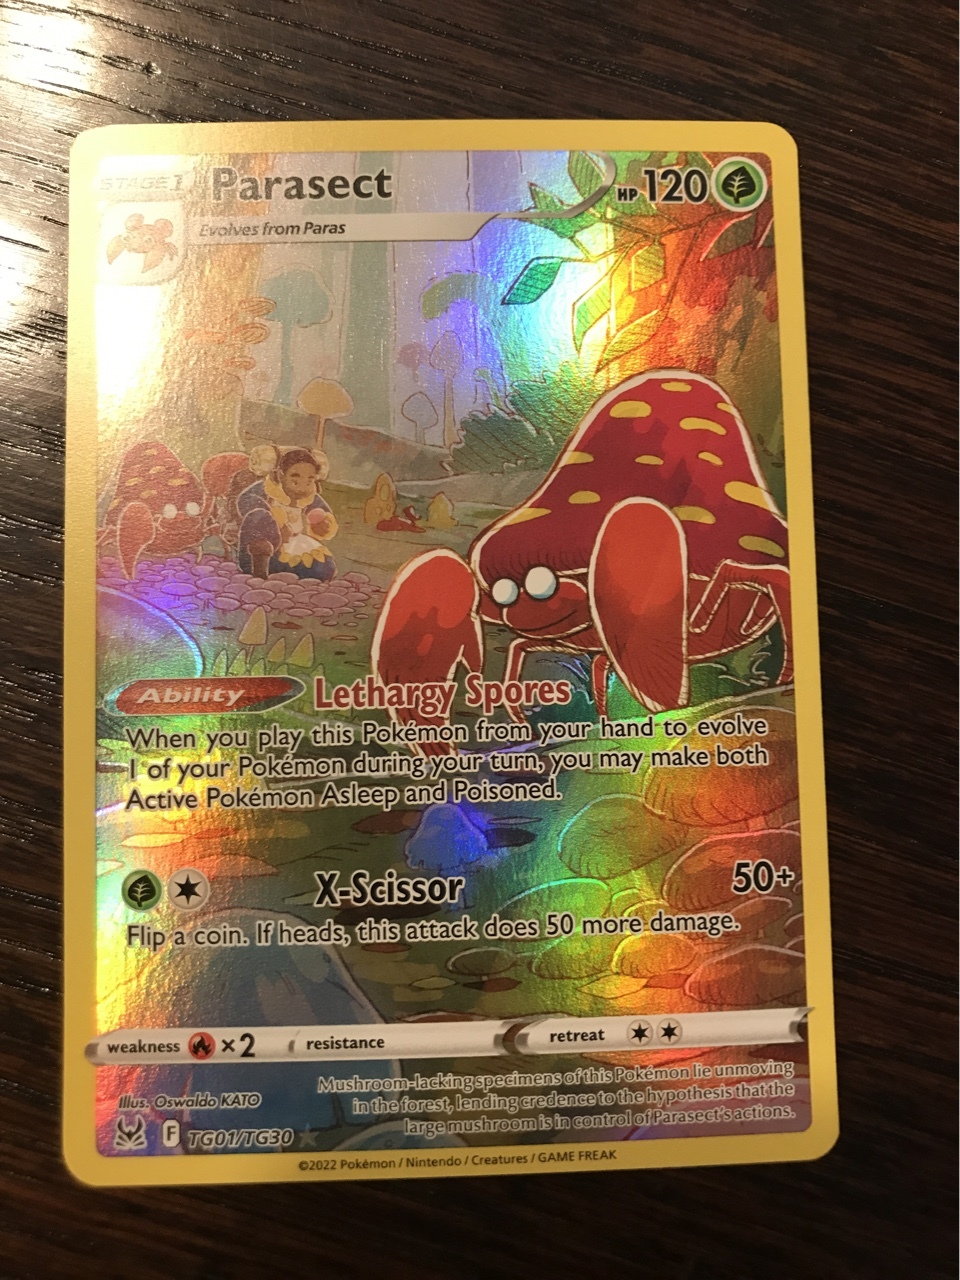 STAGE 1 Parasect HP 120
Evolves from Paras
Ability Lethargy Spores
When you play this Pokémon from your hand to evolve
1 of your Pokémon during your turn, you may make both
Active Pokémon Asleep and Poisoned.
X-Scissor 50+
Flip a coin. If heads, this attack does 50 more damage.
weakness ×2 resistance retreat
Mushroom-lacking specimens of this Pokémon lie unmoving
in the forest, lending credence to the hypothesis that the
large mushroom is in control of Parasect's actions.
Illus. Oswaldo KATO
F TG01/TG30
©2022 Pokémon / Nintendo / Creatures / GAME FREAK